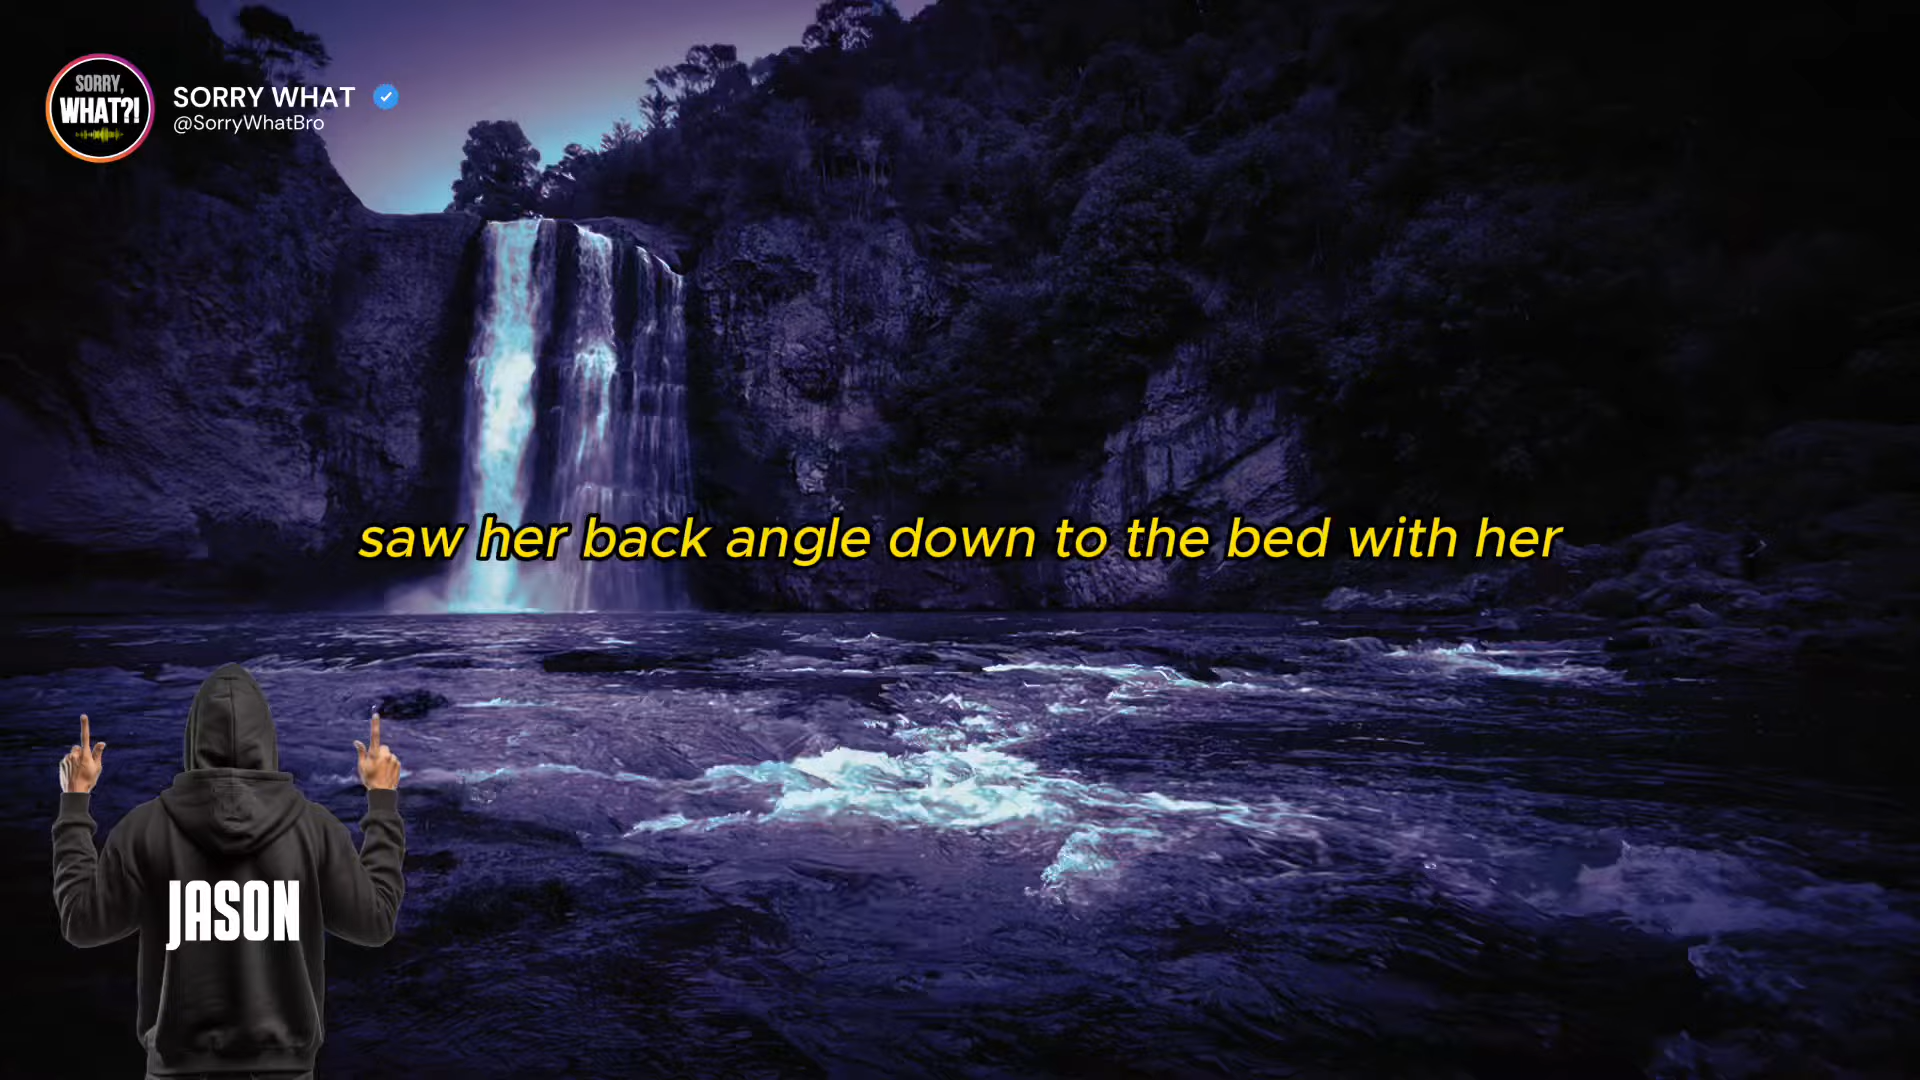 SORRY,
WHAT?!
SORRY WHAT
@SorryWhatBro
saw her back angle down to the bed with her
JASON